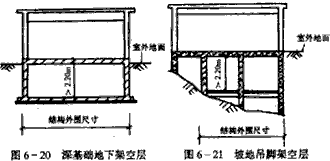 室外地面
>2.20m
结构外围尺寸
图 6-20 深基础地下架空层
室外地面
>2.20m
结构外围尺寸
图 6-21 坡地吊脚架空层